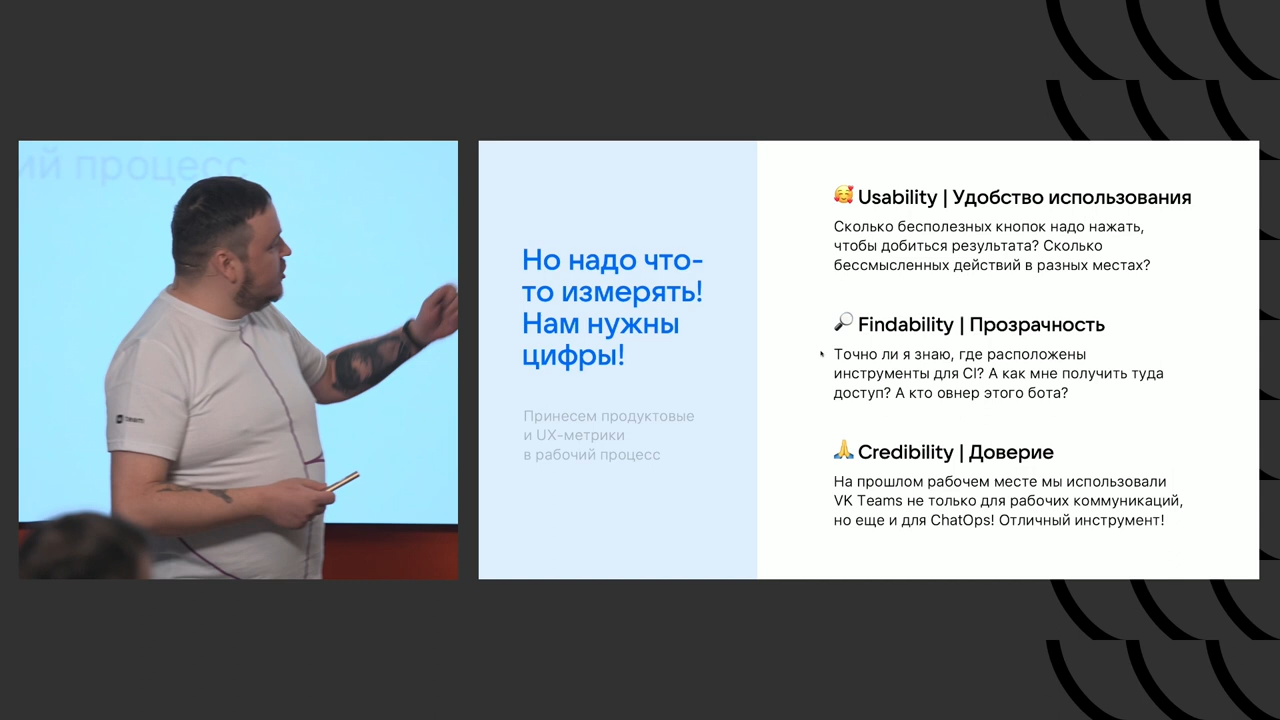 ий процесс
team
Но надо что-
то измерять!
Нам нужны
цифры!
Принесем продуктовые
и UX-метрики
в рабочий процесс
🥰 Usability | Удобство использования
Сколько бесполезных кнопок надо нажать,
чтобы добиться результата? Сколько
бессмысленных действий в разных местах?
🔎 Findability | Прозрачность
Точно ли я знаю, где расположены
инструменты для CI? А как мне получить туда
доступ? А кто овнер этого бота?
🙏 Credibility | Доверие
На прошлом рабочем месте мы использовали
VK Teams не только для рабочих коммуникаций,
но еще и для ChatOps! Отличный инструмент!